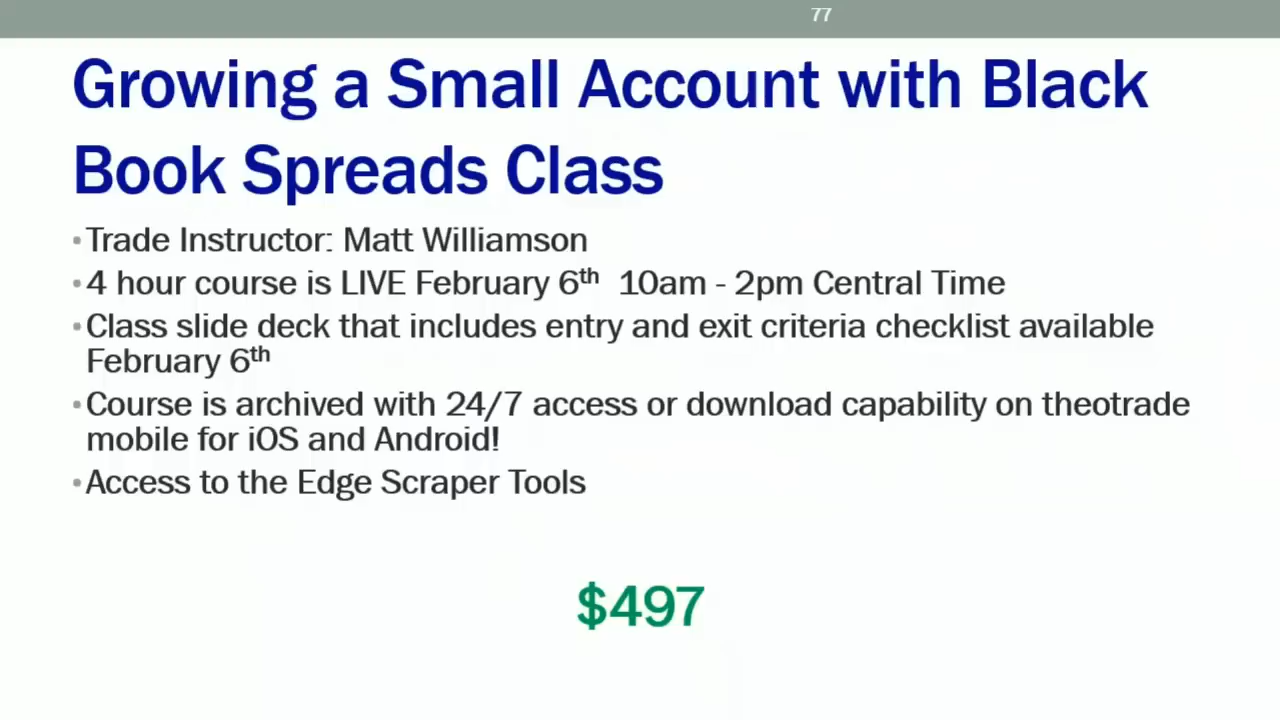 77
Growing a Small Account with Black
Book Spreads Class
•Trade Instructor: Matt Williamson
•4 hour course is LIVE February 6th 10am - 2pm Central Time
•Class slide deck that includes entry and exit criteria checklist available
February 6th
•Course is archived with 24/7 access or download capability on theotrade
mobile for iOS and Android!
•Access to the Edge Scraper Tools
$497